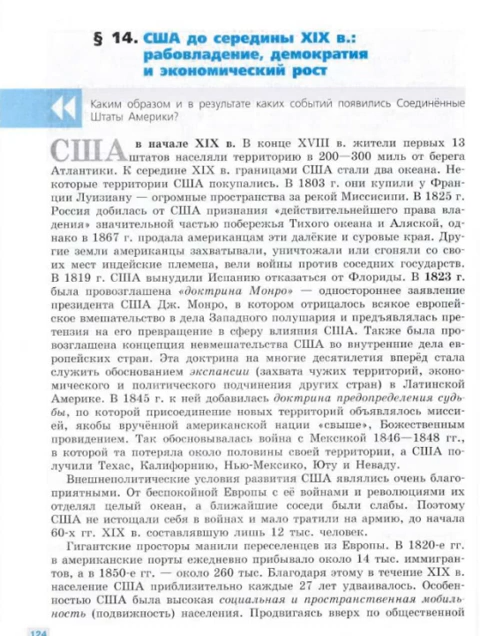 § 14. США до середины XIX в.:
рабовладение, демократия
и экономический рост
Каким образом и в результате каких событий появились Соединённые
Штаты Америки?
США в начале XIX в. В конце XVIII в. жители первых 13
штатов населяли территорию в 200—300 миль от берега
Атлантики. К середине XIX в. границами США стали два океана. Не-
которые территории США покупались. В 1803 г. они купили у Фран-
ции Луизиану — огромные пространства за рекой Миссисипи. В 1825 г.
Россия добилась от США признания «действительнейшего права вла-
дения» значительной частью побережья Тихого океана и Аляской, од-
нако в 1867 г. продала американцам эти далёкие и суровые края. Дру-
гие земли американцы захватывали, уничтожали или сгоняли со сво-
их мест индейские племена, вели войны против соседних государств.
В 1819 г. США вынудили Испанию отказаться от Флориды. В 1823 г.
была провозглашена «доктрина Монро» — одностороннее заявление
президента США Дж. Монро, в котором отрицалось всякое европей-
ское вмешательство в дела Западного полушария и предъявлялась пре-
тензия на его превращение в сферу влияния США. Также была про-
возглашена концепция невмешательства США во внутренние дела ев-
ропейских стран. Эта доктрина на многие десятилетия вперёд стала
служить обоснованием экспансии (захвата чужих территорий, эконо-
мического и политического подчинения других стран) в Латинской
Америке. В 1845 г. к ней добавилась доктрина предопределения судь-
бы, по которой присоединение новых территорий объявлялось мисси-
ей, якобы вручённой американской нации «свыше», Божественным
провидением. Так обосновывалась война с Мексикой 1846—1848 гг.,
в которой та потеряла около половины своей территории, а США по-
лучили Техас, Калифорнию, Нью-Мексико, Юту и Неваду.
Внешнеполитические условия развития США являлись очень благо-
приятными. От беспокойной Европы с её войнами и революциями их
отделял целый океан, а ближайшие соседи были слабы. Поэтому
США не истощали себя в войнах и мало тратили на армию, до начала
60-х гг. XIX в. составлявшую лишь 12 тыс. человек.
Гигантские просторы манили переселенцев из Европы. В 1820-е гг.
в американские порты ежедневно прибывало около 14 тыс. иммигран-
тов, а в 1850-е гг. — около 260 тыс. Благодаря этому в течение XIX в.
население США приблизительно каждые 27 лет удваивалось. Особен-
ностью США была высокая социальная и пространственная мобиль-
ность (подвижность) населения. Продвигаясь вверх по общественной
124